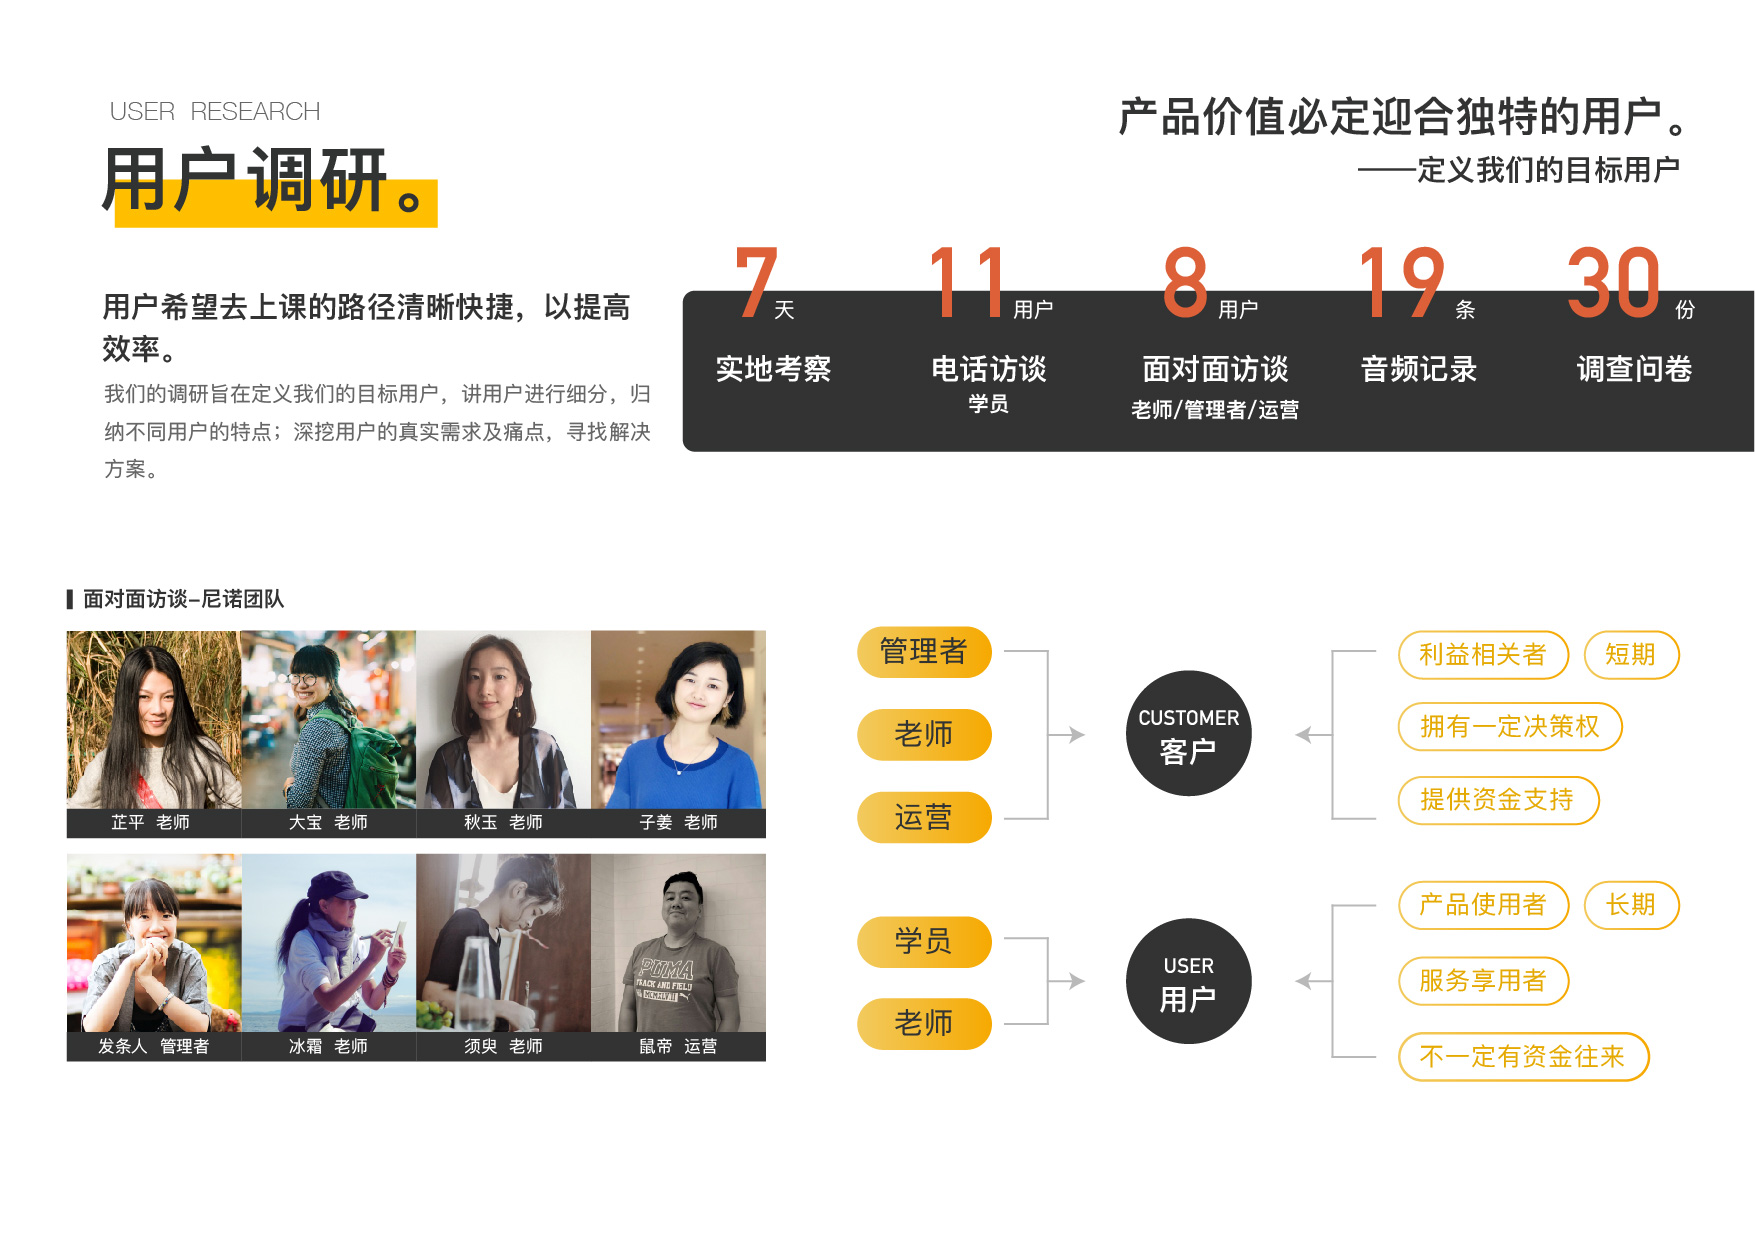 USER RESEARCH
用户调研。
产品价值必定迎合独特的用户。
——定义我们的目标用户
用户希望去上课的路径清晰快捷，以提高
效率。
我们的调研旨在定义我们的目标用户，讲用户进行细分，归
纳不同用户的特点；深挖用户的真实需求及痛点，寻找解决
方案。
7 天
实地考察
11 用户
电话访谈
学员
8 用户
面对面访谈
老师/管理者/运营
19 条
音频记录
30 份
调查问卷
面对面访谈-尼诺团队
芷平 老师
大宝 老师
秋玉 老师
子姜 老师
PUMA
TRACK AND FIELD
MCMXLVIII
发条人 管理者
冰霜 老师
须臾 老师
鼠帝 运营
管理者
老师
运营
CUSTOMER
客户
利益相关者
短期
拥有一定决策权
提供资金支持
学员
老师
USER
用户
产品使用者
长期
服务享用者
不一定有资金往来